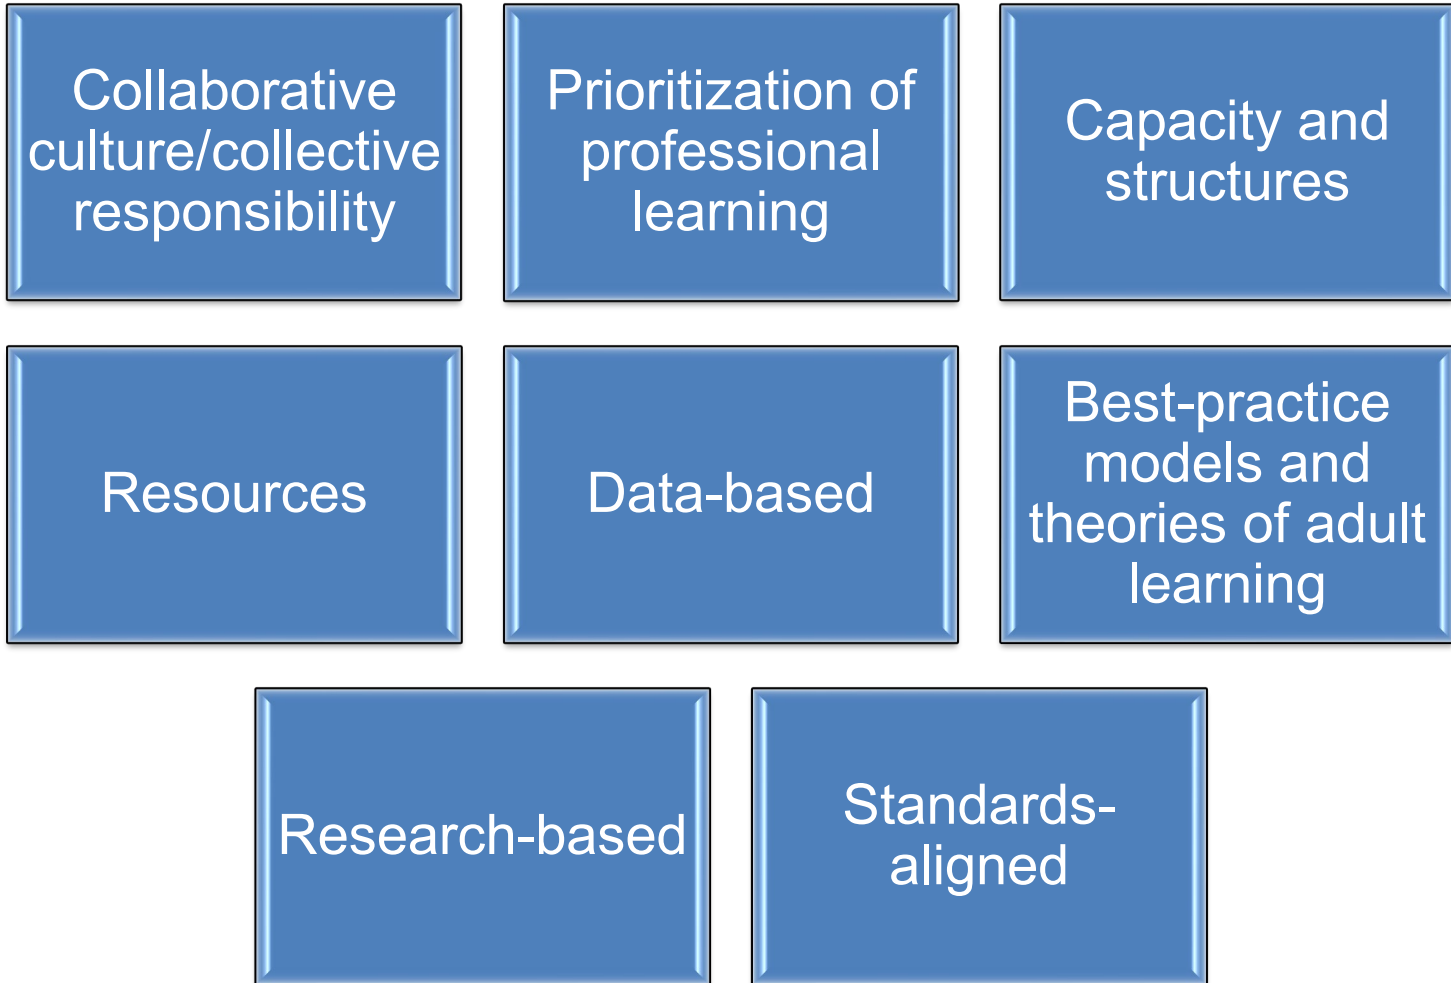 Collaborative
culture/collective
responsibility
Prioritization of
professional
learning
Capacity and
structures
Resources
Data-based
Best-practice
models and
theories of adult
learning
Research-based
Standards-
aligned